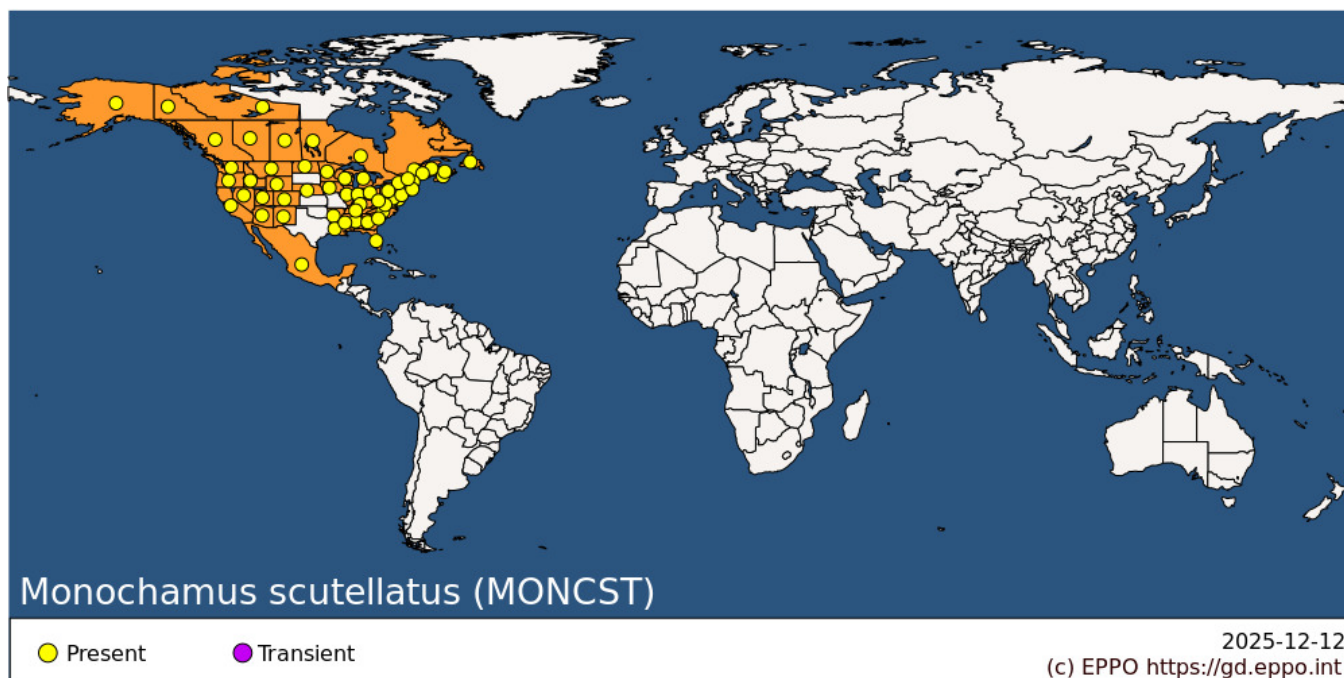 Monochamus scutellatus (MONCST)
Present
Transient
2025-12-12
(c) EPPO https://gd.eppo.int